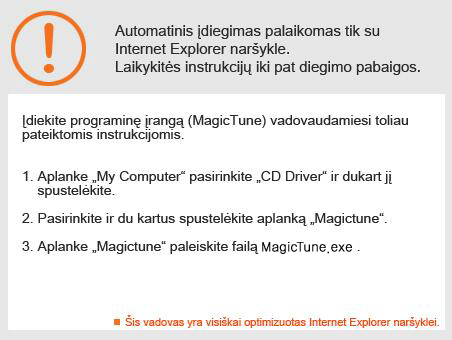 Automatinis įdiegimas palaikomas tik su
Internet Explorer naršykle.
Laikykitės instrukcijų iki pat diegimo pabaigos.
Įdiekite programinę įrangą (MagicTune) vadovaudamiesi toliau
pateiktomis instrukcijomis.
1. Aplanke „My Computer“ pasirinkite „CD Driver“ ir dukart jį
spustelėkite.
2. Pasirinkite ir du kartus spustelėkite aplanką „Magictune“.
3. Aplanke „Magictune“ paleiskite failą MagicTune.exe .
Šis vadovas yra visiškai optimizuotas Internet Explorer naršyklei.